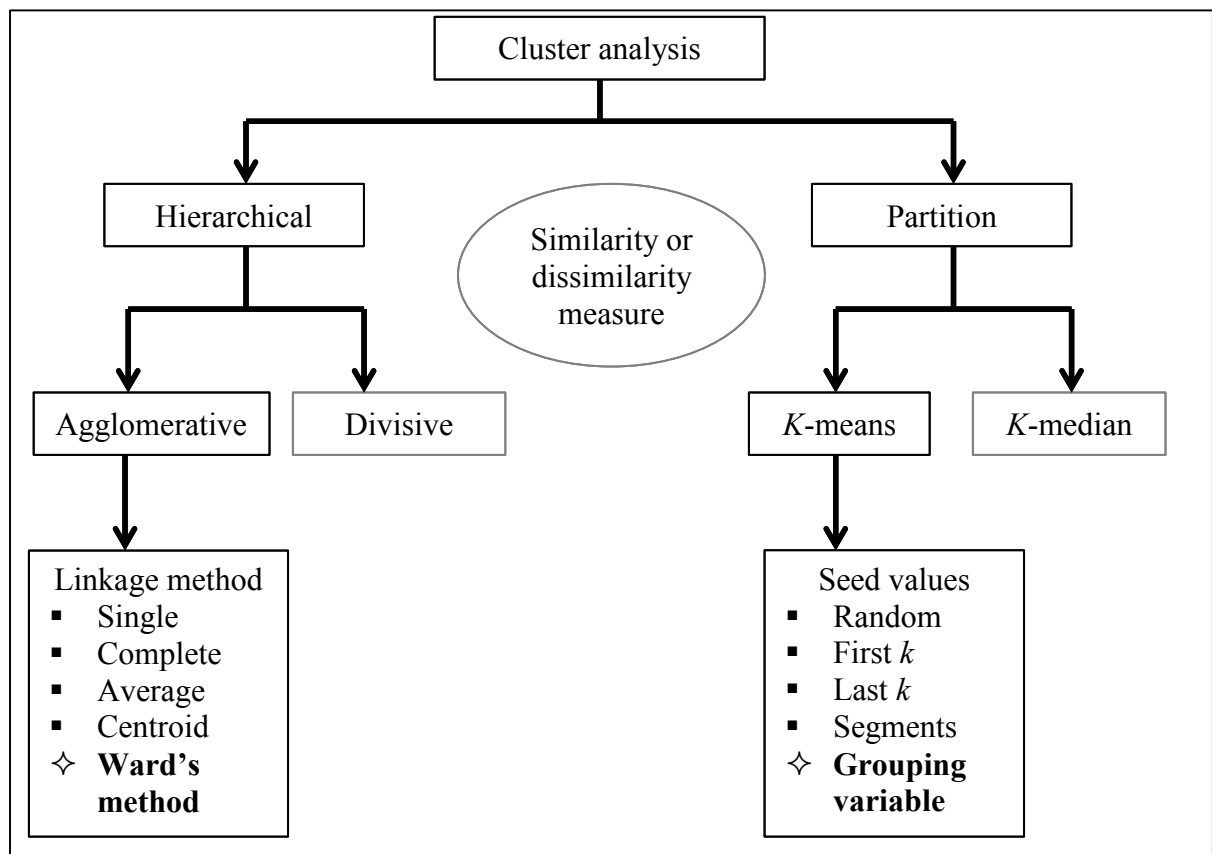 Cluster analysis
Hierarchical
Similarity or
dissimilarity
measure
Partition
Agglomerative
Divisive
K-means
K-median
Linkage method
▪ Single
▪ Complete
▪ Average
▪ Centroid
✧ Ward’s
method
Seed values
▪ Random
▪ First k
▪ Last k
▪ Segments
✧ Grouping
variable